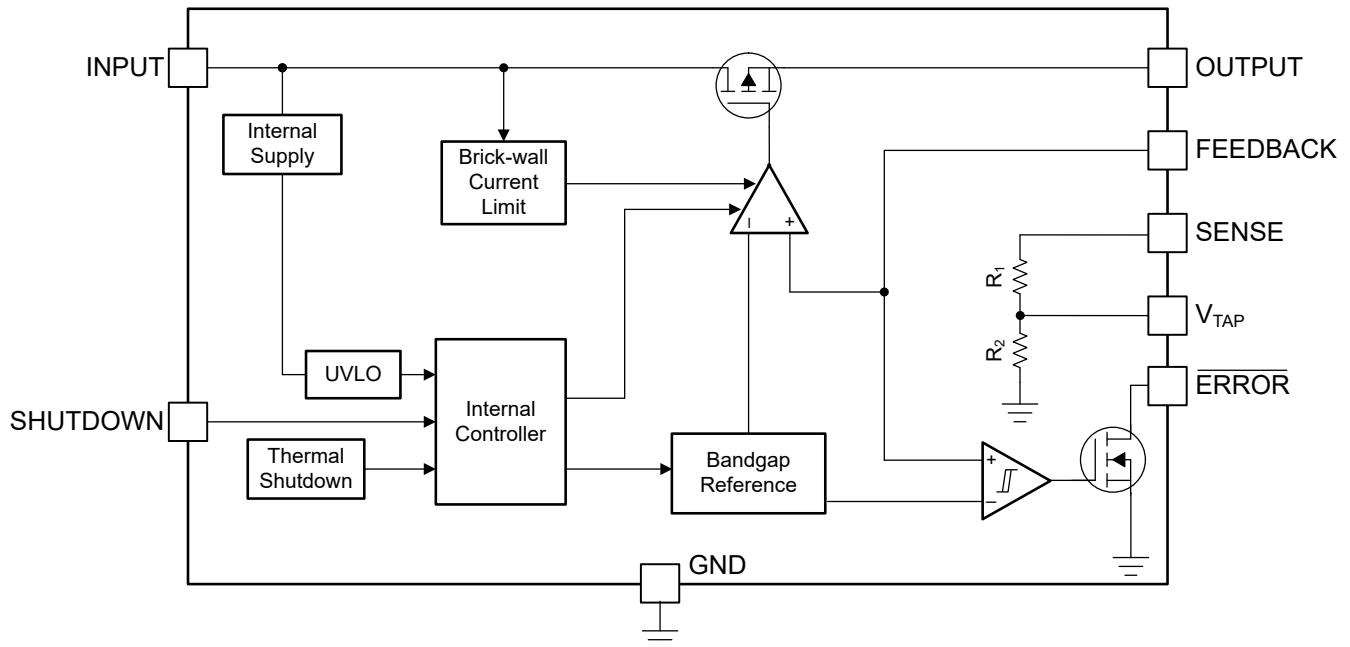 INPUT
OUTPUT
Internal
Supply
Brick-wall
Current
Limit
FEEDBACK
− +
SENSE
R₁
V_TAP
R₂
UVLO
ERROR
SHUTDOWN
Internal
Controller
Thermal
Shutdown
Bandgap
Reference
+
−
GND